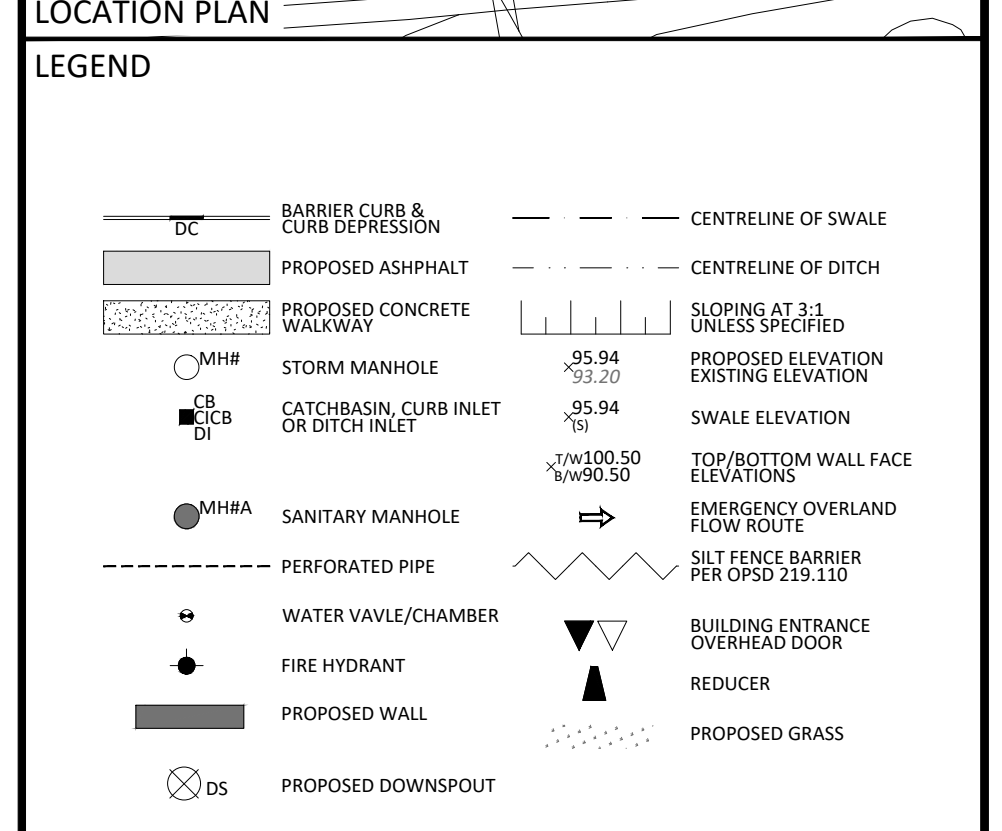 LOCATION PLAN
LEGEND
DC
BARRIER CURB &
CURB DEPRESSION
PROPOSED ASHPHALT
PROPOSED CONCRETE
WALKWAY
MH#
STORM MANHOLE
CB
CICB
DI
CATCHBASIN, CURB INLET
OR DITCH INLET
MH#A
SANITARY MANHOLE
PERFORATED PIPE
WATER VAVLE/CHAMBER
FIRE HYDRANT
PROPOSED WALL
DS
PROPOSED DOWNSPOUT
CENTRELINE OF SWALE
CENTRELINE OF DITCH
SLOPING AT 3:1
UNLESS SPECIFIED
95.94
93.20
PROPOSED ELEVATION
EXISTING ELEVATION
95.94
(S)
SWALE ELEVATION
T/W100.50
B/W90.50
TOP/BOTTOM WALL FACE
ELEVATIONS
EMERGENCY OVERLAND
FLOW ROUTE
SILT FENCE BARRIER
PER OPSD 219.110
BUILDING ENTRANCE
OVERHEAD DOOR
REDUCER
PROPOSED GRASS